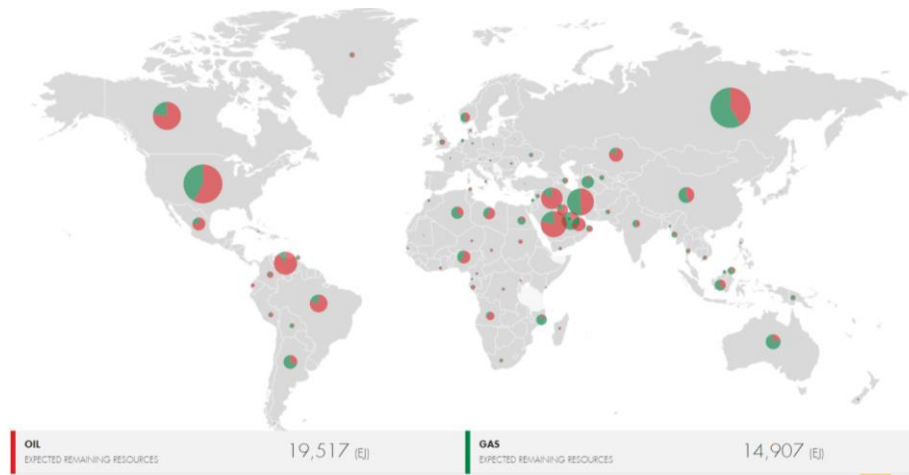 OIL
EXPECTED REMAINING RESOURCES
19,517 (EJ)
GAS
EXPECTED REMAINING RESOURCES
14,907 (EJ)